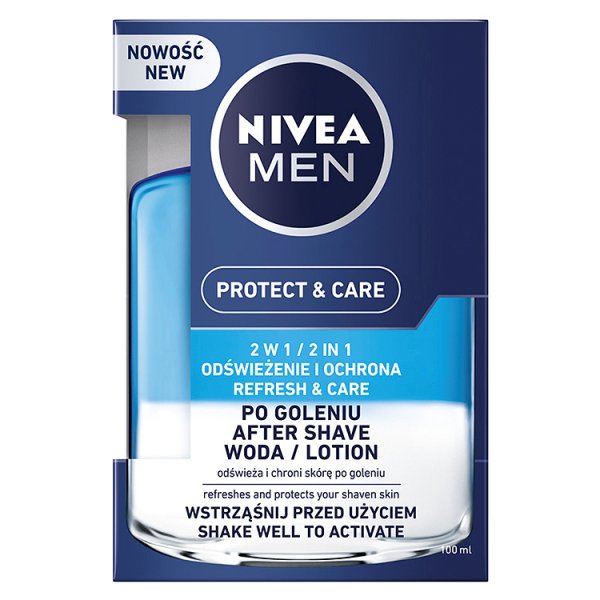 NOWOŚĆ
NEW
NIVEA
MEN
PROTECT & CARE
2 W 1 / 2 IN 1
ODŚWIEŻENIE I OCHRONA
REFRESH & CARE
PO GOLENIU
AFTER SHAVE
WODA / LOTION
odświeża i chroni skórę po goleniu
refreshes and protects your shaven skin
WSTRZĄŚNIJ PRZED UŻYCIEM
SHAKE WELL TO ACTIVATE
100 ml